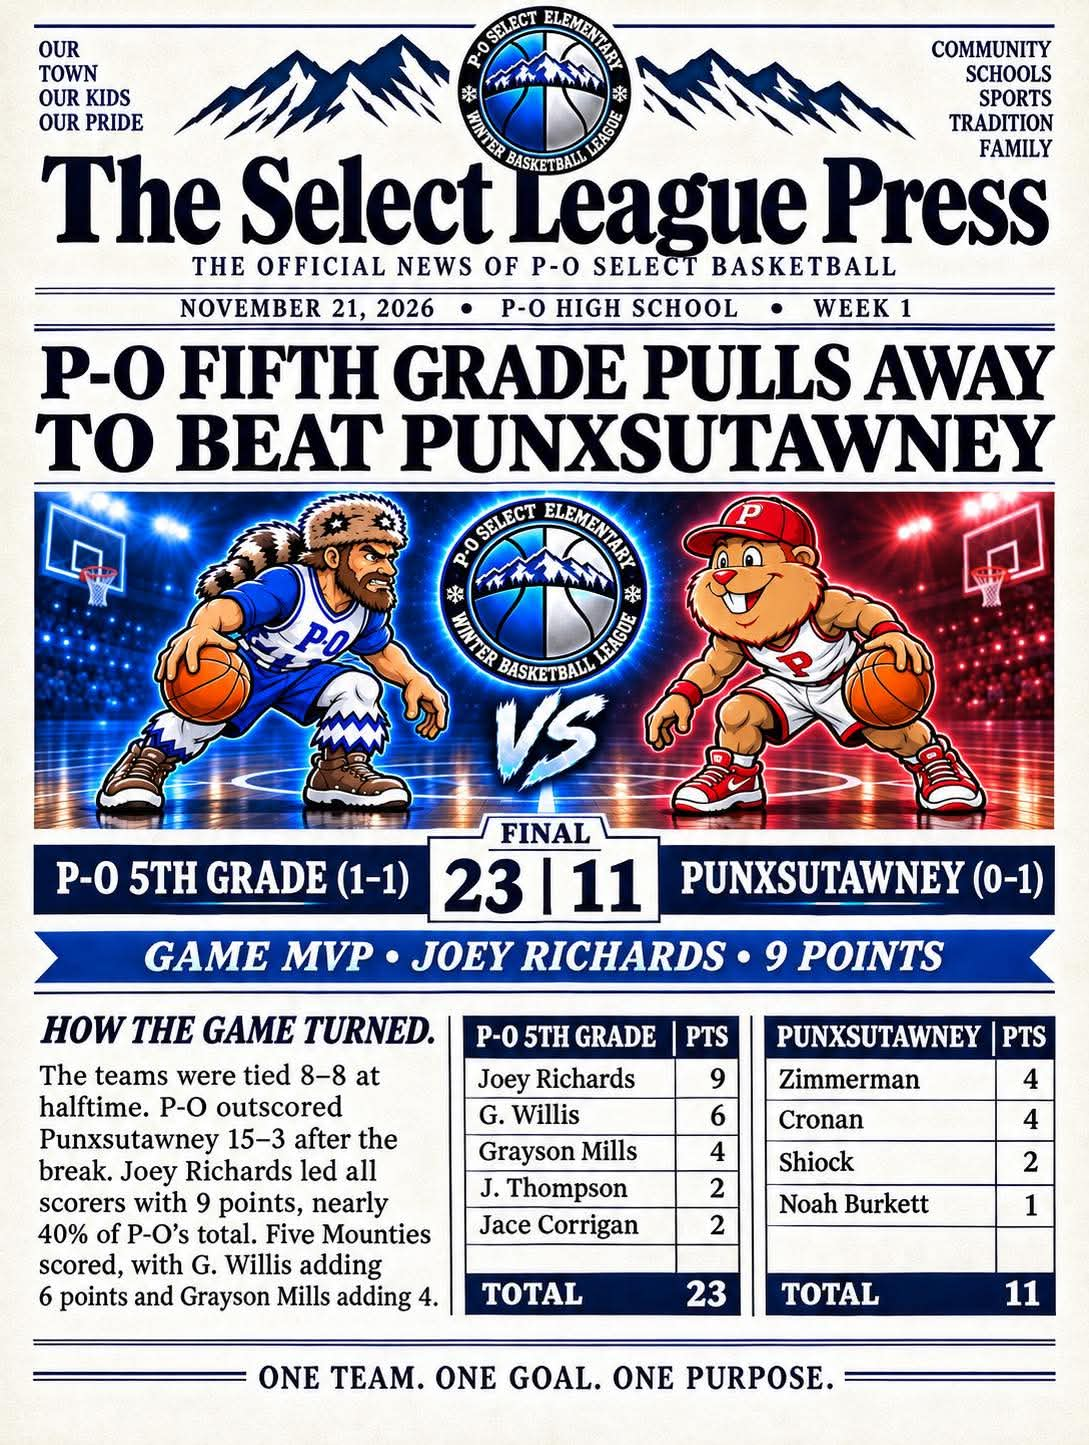 OUR
TOWN
OUR KIDS
OUR PRIDE
P-O SELECT ELEMENTARY
WINTER BASKETBALL LEAGUE
COMMUNITY
SCHOOLS
SPORTS
TRADITION
FAMILY
The Select League Press
THE OFFICIAL NEWS OF P-O SELECT BASKETBALL
NOVEMBER 21, 2026 • P-O HIGH SCHOOL • WEEK 1
P-O FIFTH GRADE PULLS AWAY
TO BEAT PUNXSUTAWNEY
P-O
P-O SELECT ELEMENTARY
WINTER BASKETBALL LEAGUE
VS
P
P
FINAL
P-O 5TH GRADE (1-1) 23 | 11 PUNXSUTAWNEY (0-1)
GAME MVP • JOEY RICHARDS • 9 POINTS
HOW THE GAME TURNED.
The teams were tied 8–8 at
halftime. P-O outscored
Punxsutawney 15–3 after the
break. Joey Richards led all
scorers with 9 points, nearly
40% of P-O’s total. Five Mounties
scored, with G. Willis adding
6 points and Grayson Mills adding 4.
P-O 5TH GRADE | PTS
Joey Richards 9
G. Willis 6
Grayson Mills 4
J. Thompson 2
Jace Corrigan 2
TOTAL 23
PUNXSUTAWNEY | PTS
Zimmerman 4
Cronan 4
Shiock 2
Noah Burkett 1
TOTAL 11
ONE TEAM. ONE GOAL. ONE PURPOSE.